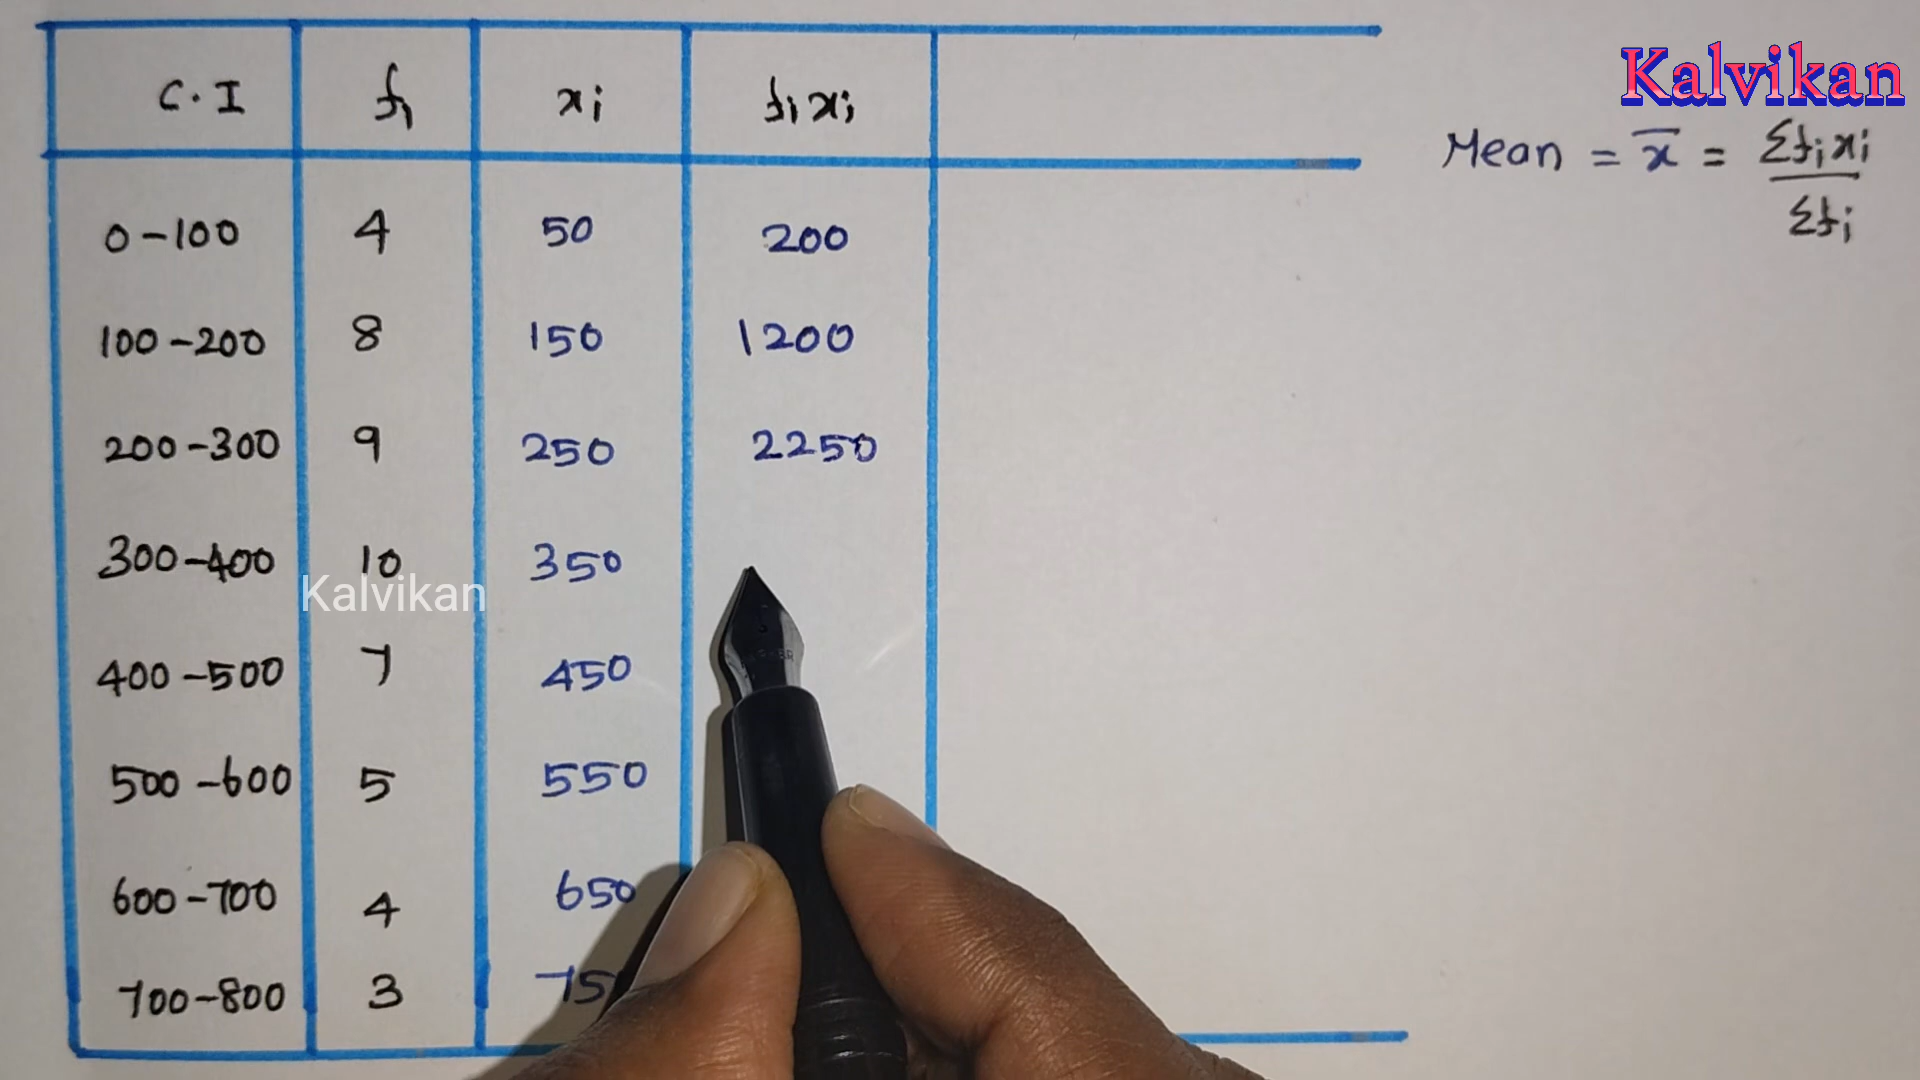 Kalvikan
C.I fi xi fixi
Mean = x̄ = Σfixi / Σfi
0-100 4 50 200
100-200 8 150 1200
200-300 9 250 2250
300-400 10 350
Kalvikan
400-500 7 450
500-600 5 550
600-700 4 650
700-800 3 75